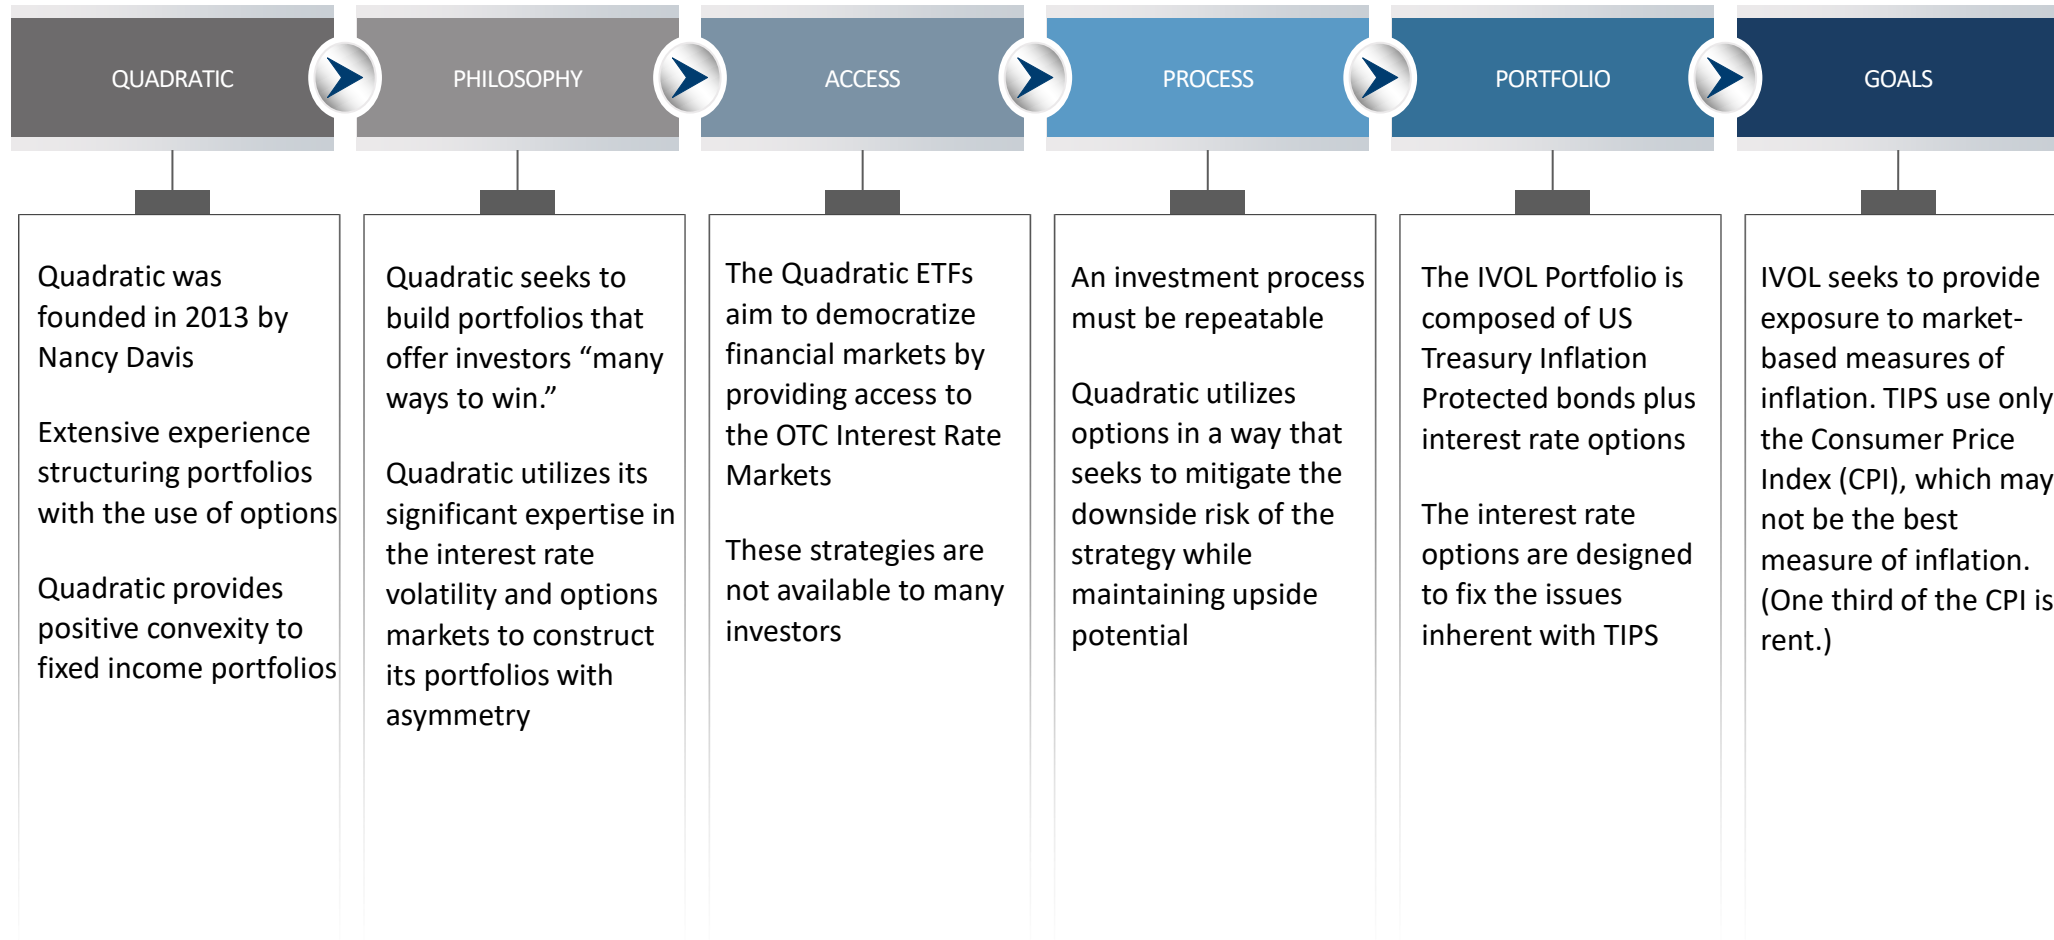 QUADRATIC
PHILOSOPHY
ACCESS
PROCESS
PORTFOLIO
GOALS
Quadratic was
founded in 2013 by
Nancy Davis
Extensive experience
structuring portfolios
with the use of options
Quadratic provides
positive convexity to
fixed income portfolios
Quadratic seeks to
build portfolios that
offer investors “many
ways to win.”
Quadratic utilizes its
significant expertise in
the interest rate
volatility and options
markets to construct
its portfolios with
asymmetry
The Quadratic ETFs
aim to democratize
financial markets by
providing access to
the OTC Interest Rate
Markets
These strategies are
not available to many
investors
An investment process
must be repeatable
Quadratic utilizes
options in a way that
seeks to mitigate the
downside risk of the
strategy while
maintaining upside
potential
The IVOL Portfolio is
composed of US
Treasury Inflation
Protected bonds plus
interest rate options
The interest rate
options are designed
to fix the issues
inherent with TIPS
IVOL seeks to provide
exposure to market-
based measures of
inflation. TIPS use only
the Consumer Price
Index (CPI), which may
not be the best
measure of inflation.
(One third of the CPI is
rent.)